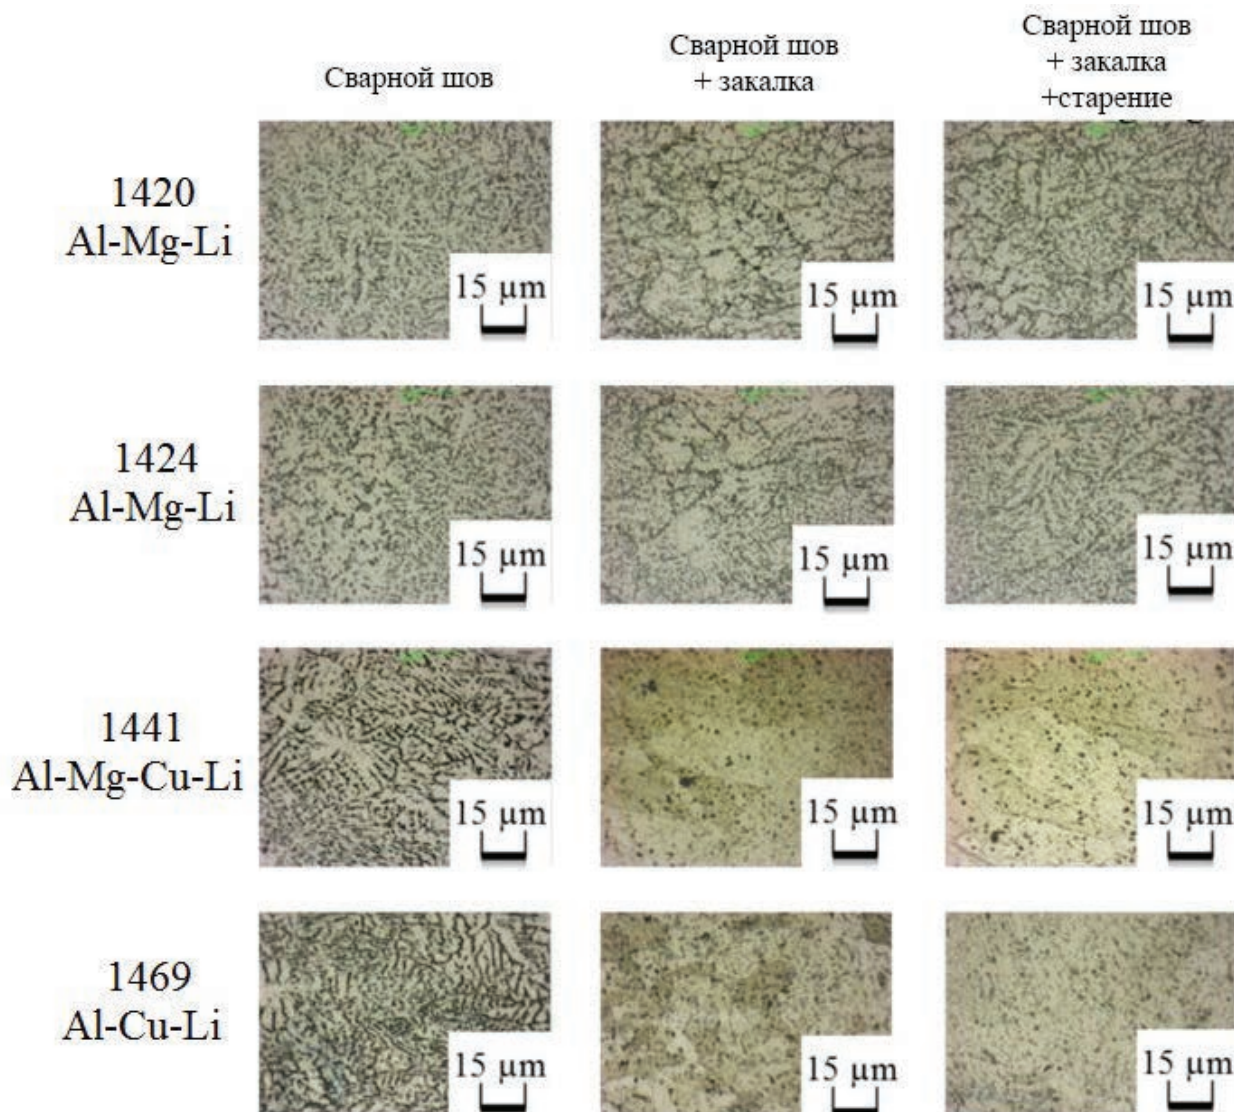 Сварной шов
Сварной шов
+ закалка
Сварной шов
+ закалка
+старение
1420
Al-Mg-Li
15 µm
15 µm
15 µm
1424
Al-Mg-Li
15 µm
15 µm
15 µm
1441
Al-Mg-Cu-Li
15 µm
15 µm
15 µm
1469
Al-Cu-Li
15 µm
15 µm
15 µm